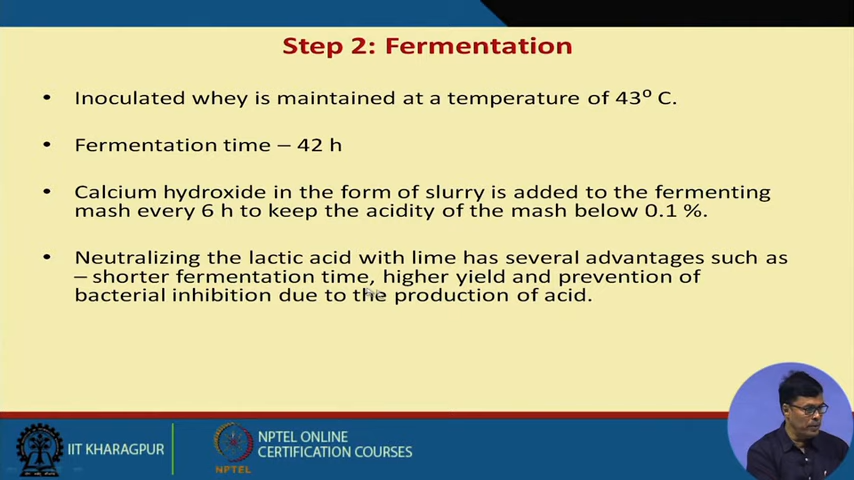 Step 2: Fermentation
• Inoculated whey is maintained at a temperature of 43⁰ C.
• Fermentation time – 42 h
• Calcium hydroxide in the form of slurry is added to the fermenting
mash every 6 h to keep the acidity of the mash below 0.1 %.
• Neutralizing the lactic acid with lime has several advantages such as
– shorter fermentation time, higher yield and prevention of
bacterial inhibition due to the production of acid.
IIT KHARAGPUR
NPTEL
NPTEL ONLINE
CERTIFICATION COURSES